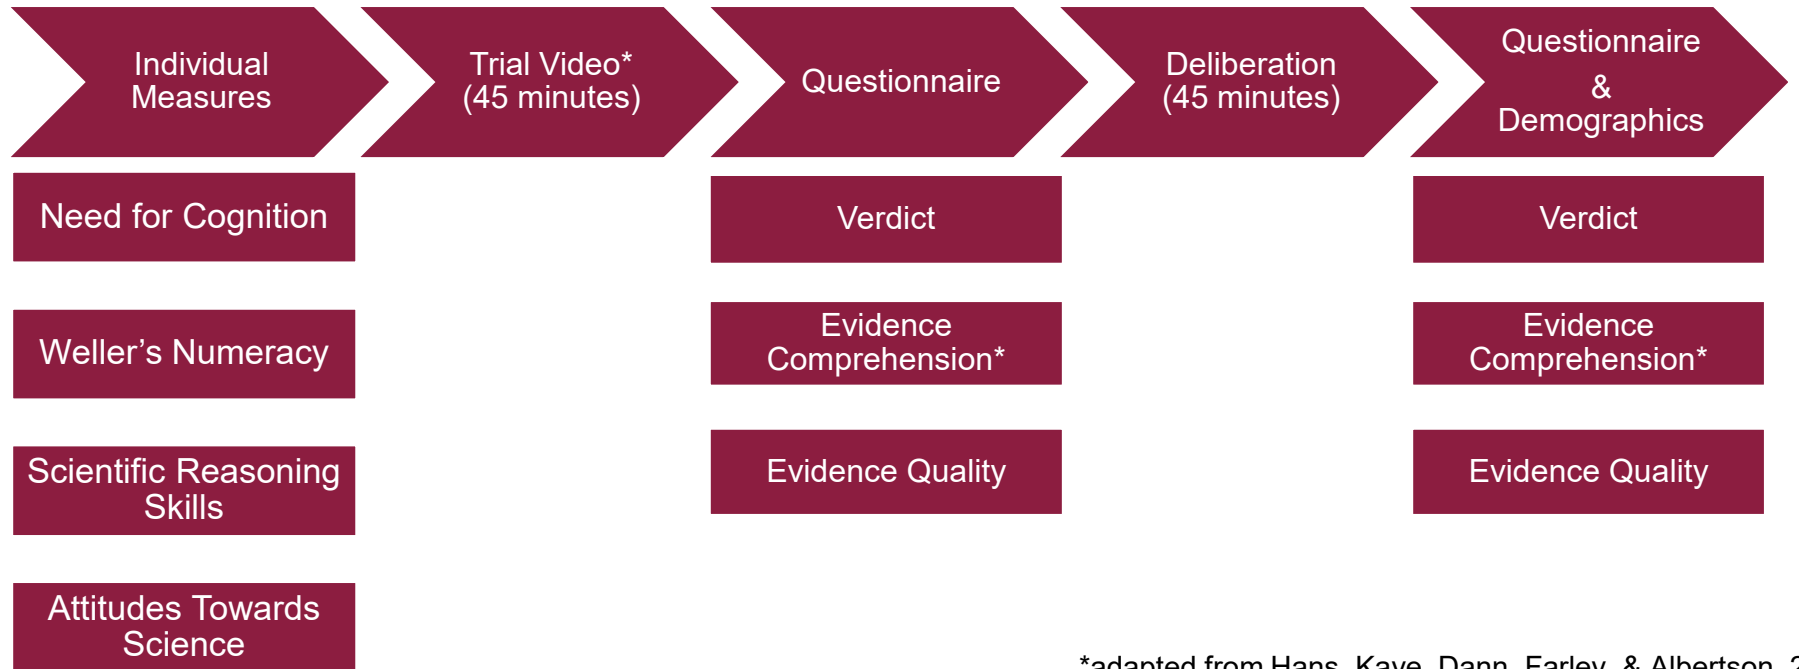 Individual
Measures
Trial Video*
(45 minutes)
Questionnaire
Deliberation
(45 minutes)
Questionnaire
&
Demographics
Need for Cognition
Weller’s Numeracy
Scientific Reasoning
Skills
Attitudes Towards
Science
Verdict
Evidence
Comprehension*
Evidence Quality
Verdict
Evidence
Comprehension*
Evidence Quality
*adapted from Hans, Kaye, Dann, Farley, & Albertson,